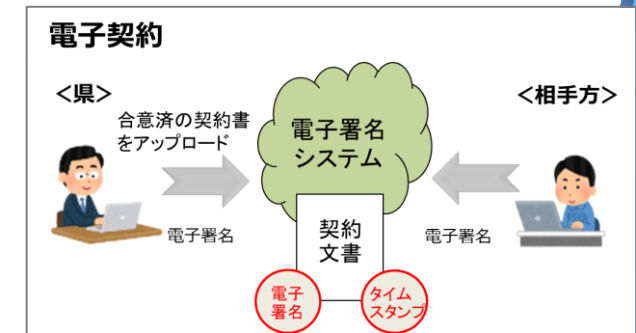 電子契約
<県>
合意済の契約書
をアップロード
電子署名
電子署名
システム
契約
文書
電子
署名
タイム
スタンプ
<相手方>
電子署名